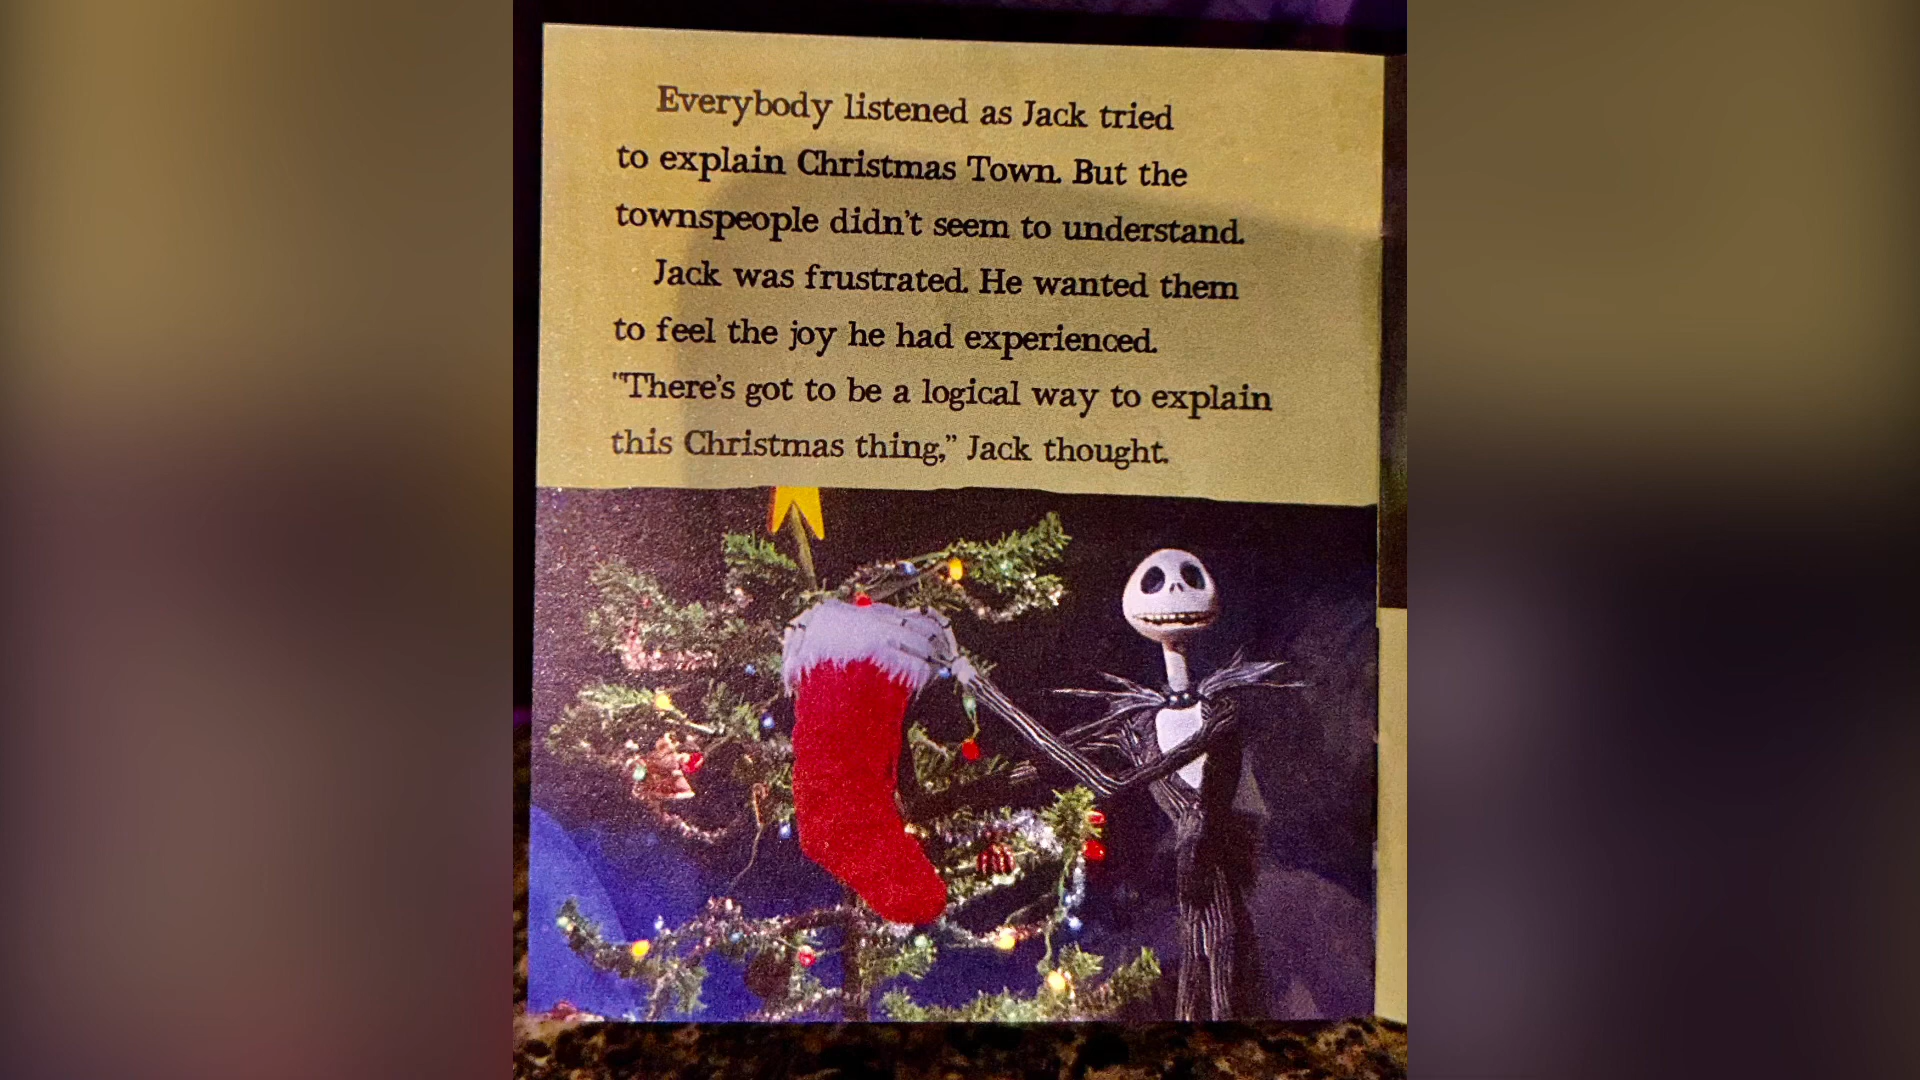 Everybody listened as Jack tried
to explain Christmas Town. But the
townspeople didn't seem to understand.
Jack was frustrated. He wanted them
to feel the joy he had experienced.
"There's got to be a logical way to explain
this Christmas thing," Jack thought.